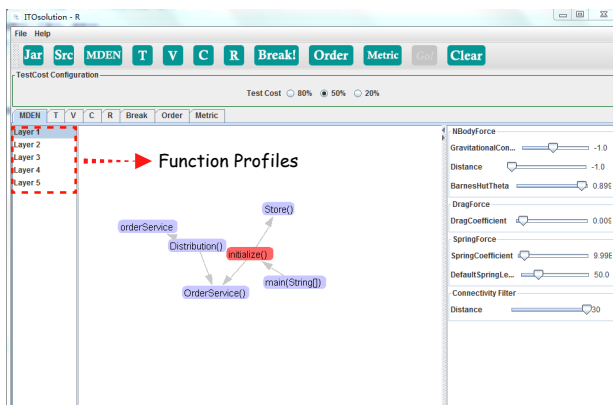 ITOsolution - R
File Help
Jar Src MDEN T V C R Break! Order Metric Go! Clear
TestCost Configuration
Test Cost 80% 50% 20%
MDEN T V C R Break Order Metric
Layer 1
Layer 2
Layer 3
Layer 4
Layer 5
Function Profiles
Store()
orderService
Distribution()
initialize()
main(String[])
OrderService()
NBodyForce
GravitationalCon... -1.0
Distance -1.0
BarnesHutTheta 0.899
DragForce
DragCoefficient 0.009
SpringForce
SpringCoefficient 9.998
DefaultSpringLe... 50.0
Connectivity Filter
Distance 30